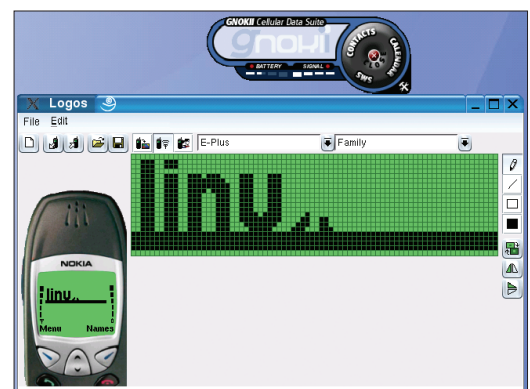 GNOKII Cellular Data Suite
gnokii
CONTACTS
CALENDAR
SMS
BATTERY SIGNAL
Logos
File Edit
E-Plus Family
linu
NOKIA
linu
Menu Names